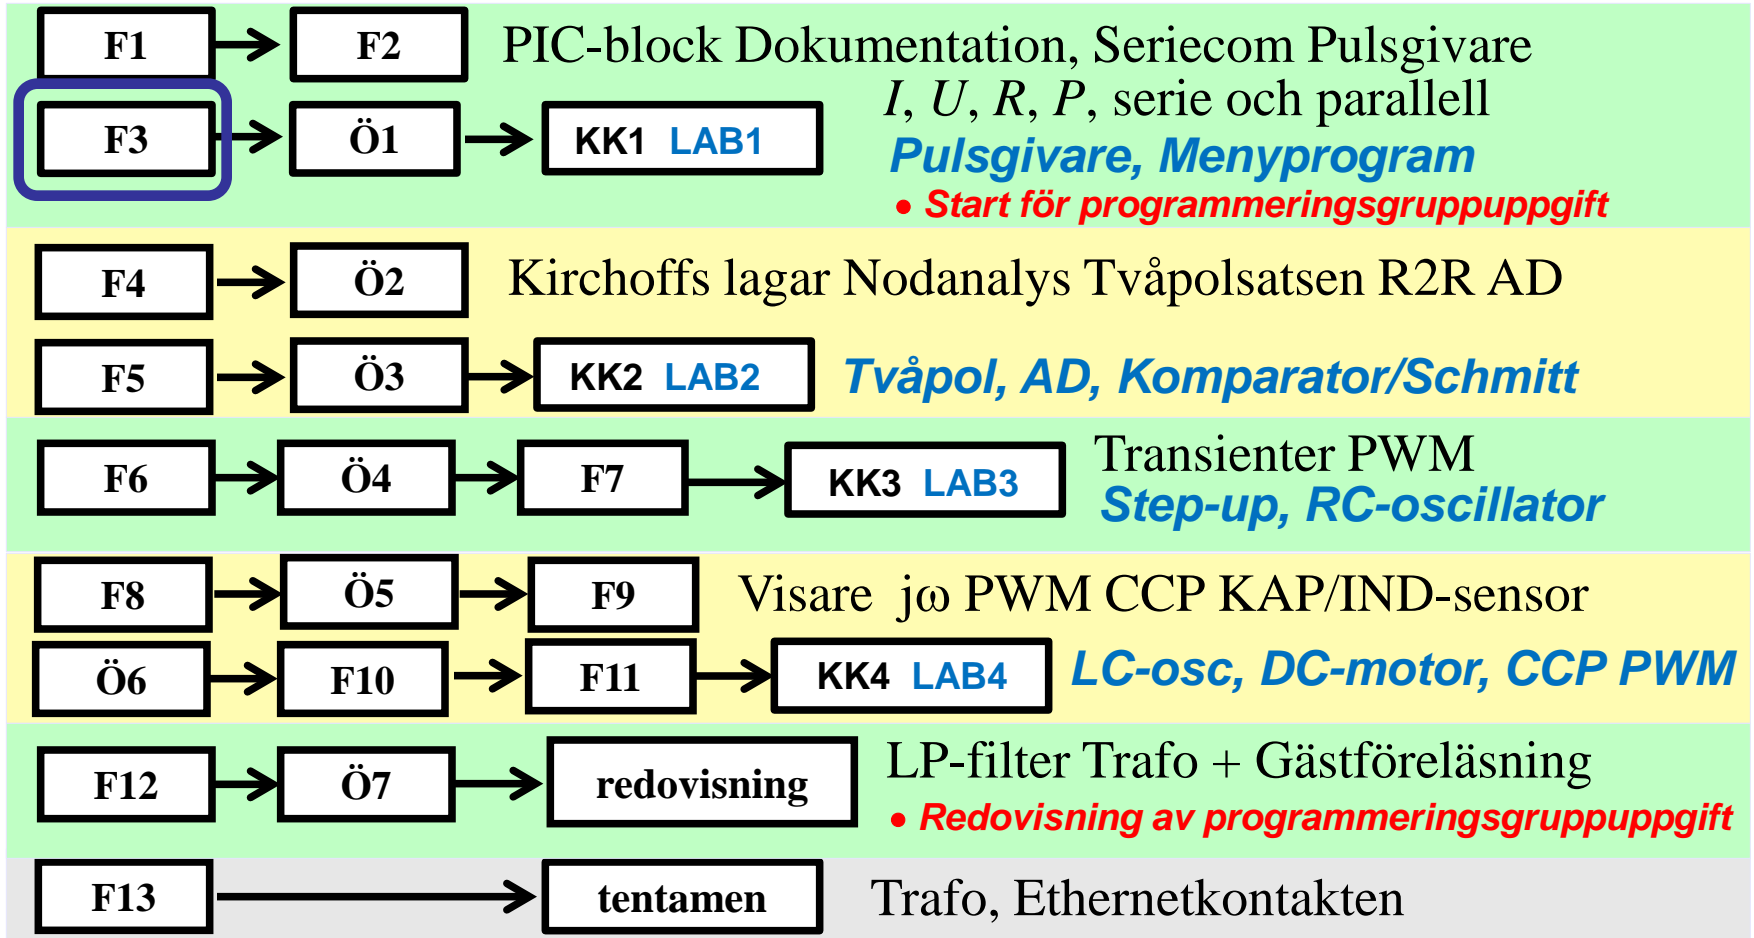 F1 F2 PIC-block Dokumentation, Seriecom Pulsgivare
I, U, R, P, serie och parallell
F3 Ö1 KK1 LAB1 Pulsgivare, Menyprogram
• Start för programmeringsgruppuppgift
F4 Ö2 Kirchoffs lagar Nodanalys Tvåpolsatsen R2R AD
F5 Ö3 KK2 LAB2 Tvåpol, AD, Komparator/Schmitt
F6 Ö4 F7 KK3 LAB3 Transienter PWM
Step-up, RC-oscillator
F8 Ö5 F9 Visare jω PWM CCP KAP/IND-sensor
Ö6 F10 F11 KK4 LAB4 LC-osc, DC-motor, CCP PWM
F12 Ö7 redovisning LP-filter Trafo + Gästföreläsning
• Redovisning av programmeringsgruppuppgift
F13 tentamen Trafo, Ethernetkontakten